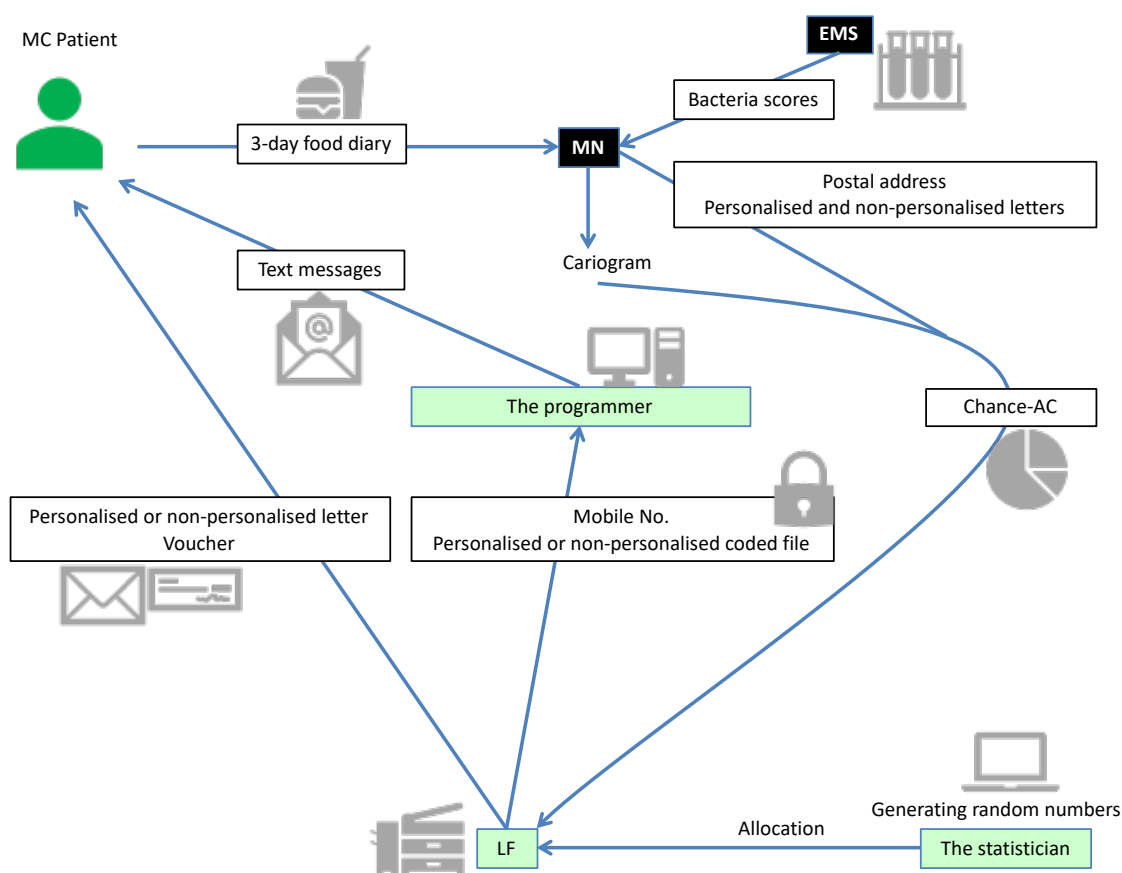 MC Patient
EMS
Bacteria scores
3-day food diary
MN
Postal address
Personalised and non-personalised letters
Text messages
Cariogram
@
The programmer
Chance-AC
Personalised or non-personalised letter
Voucher
Mobile No.
Personalised or non-personalised coded file
Generating random numbers
Allocation
LF
The statistician